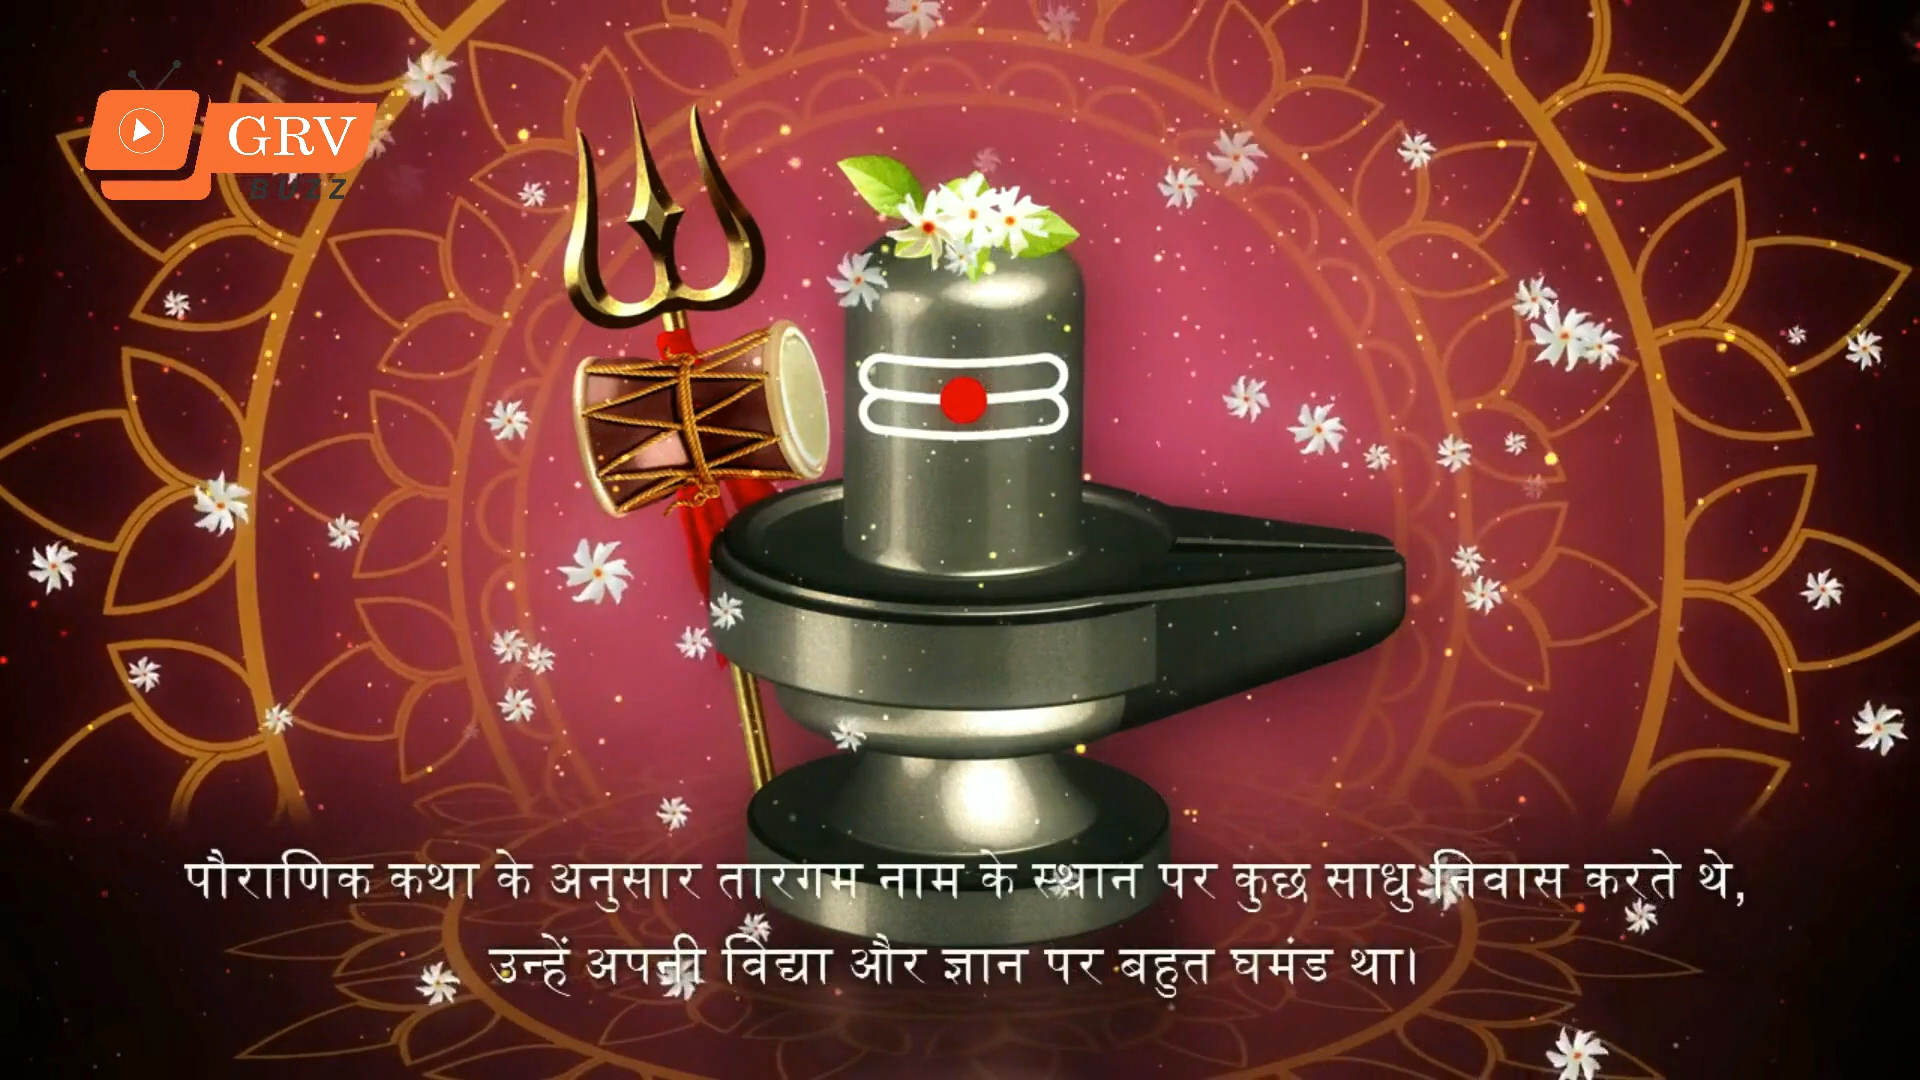 GRV
BUZZ
पौराणिक कथा के अनुसार तारगम नाम के स्थान पर कुछ साधु निवास करते थे,
उन्हें अपनी विद्या और ज्ञान पर बहुत घमंड था।